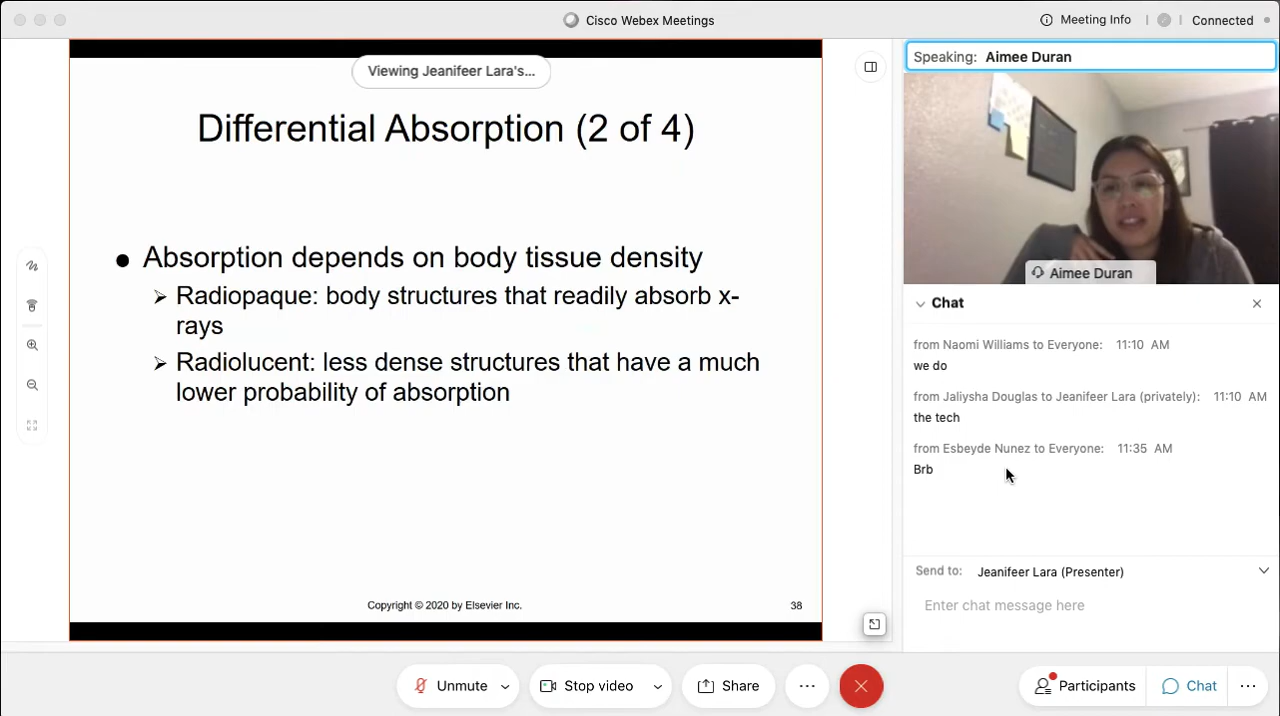 Cisco Webex Meetings
Meeting Info
Connected
Viewing Jeanifeer Lara's...
Speaking: Aimee Duran
Differential Absorption (2 of 4)
Absorption depends on body tissue density
Radiopaque: body structures that readily absorb x-
rays
Radiolucent: less dense structures that have a much
lower probability of absorption
Copyright © 2020 by Elsevier Inc.
38
Aimee Duran
Chat
from Naomi Williams to Everyone: 11:10 AM
we do
from Jaliysha Douglas to Jeanifeer Lara (privately): 11:10 AM
the tech
from Esbeyde Nunez to Everyone: 11:35 AM
Brb
Send to: Jeanifeer Lara (Presenter)
Enter chat message here
Unmute
Stop video
Share
Participants
Chat